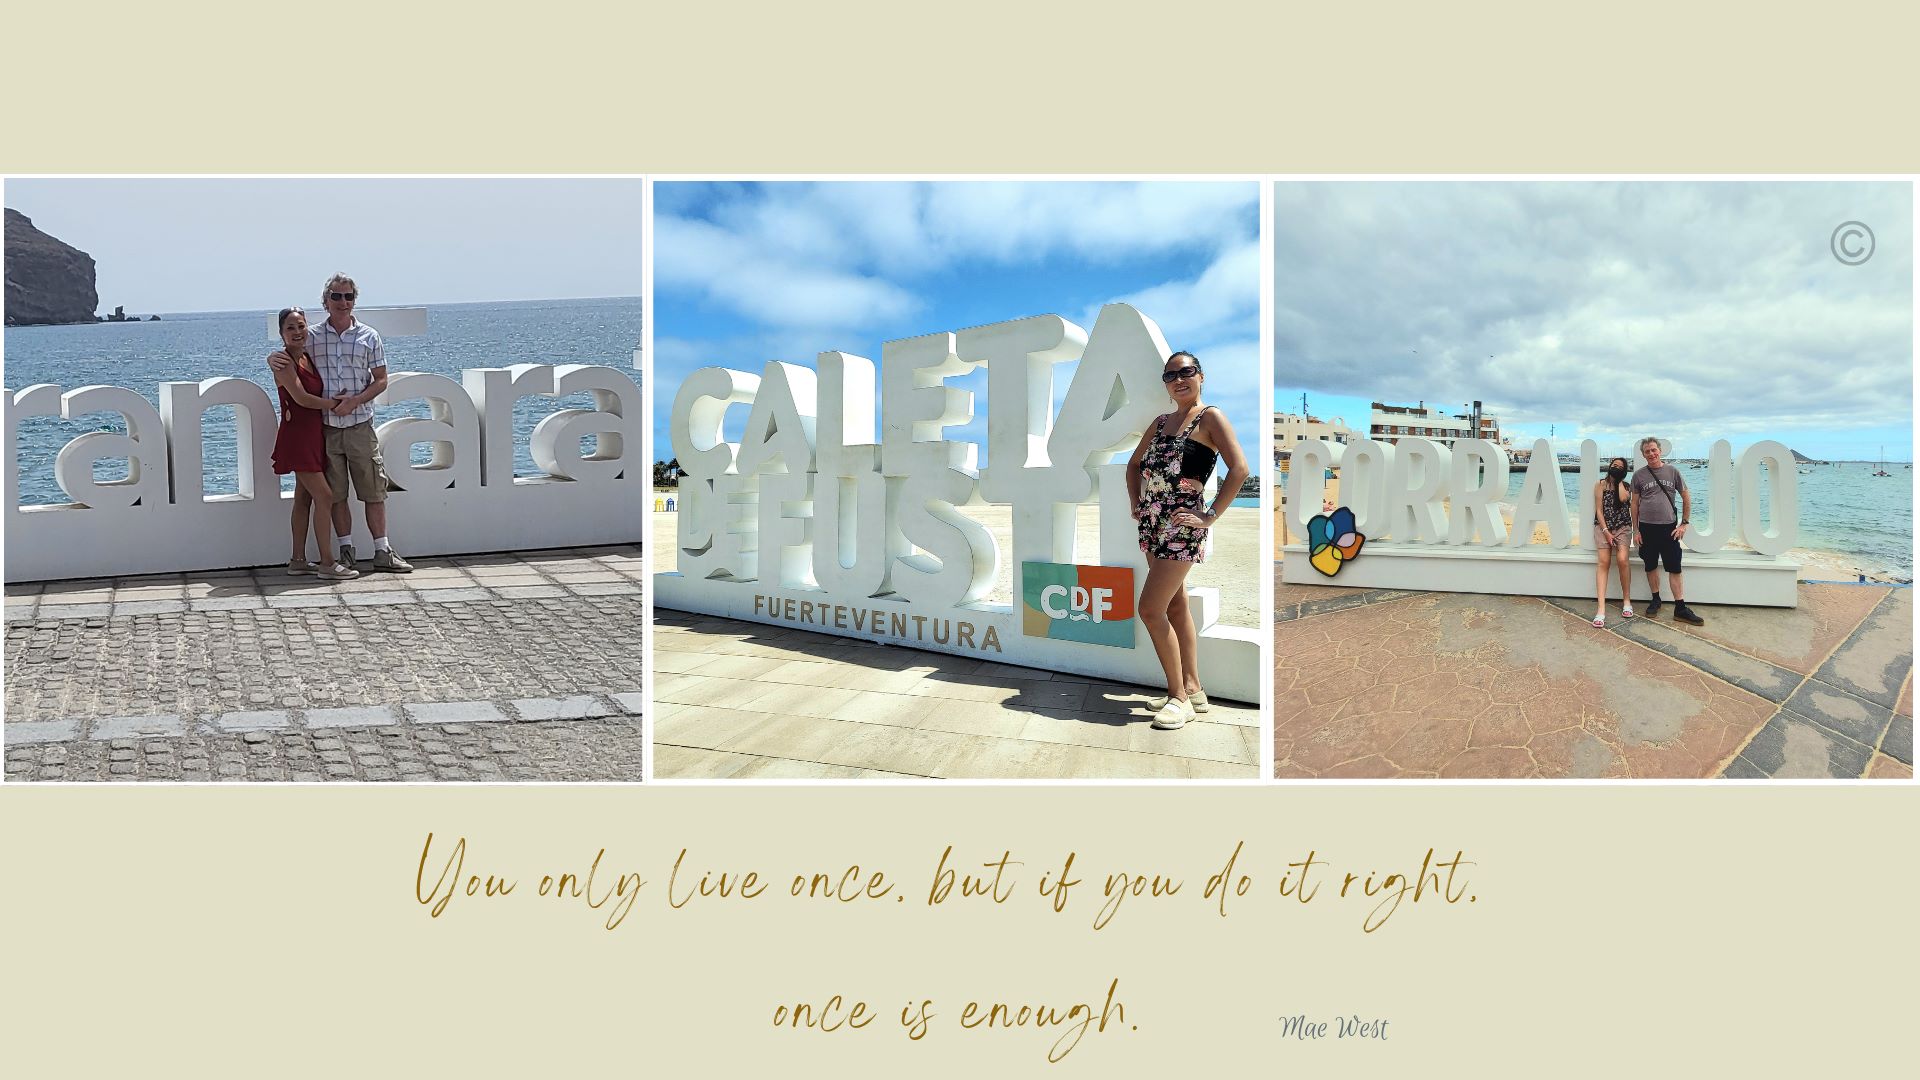 ran Tara
CALETA
DE FUSTE
FUERTEVENTURA
CDF
©
CORRALEJO
You only live once, but if you do it right,
once is enough.
Mae West